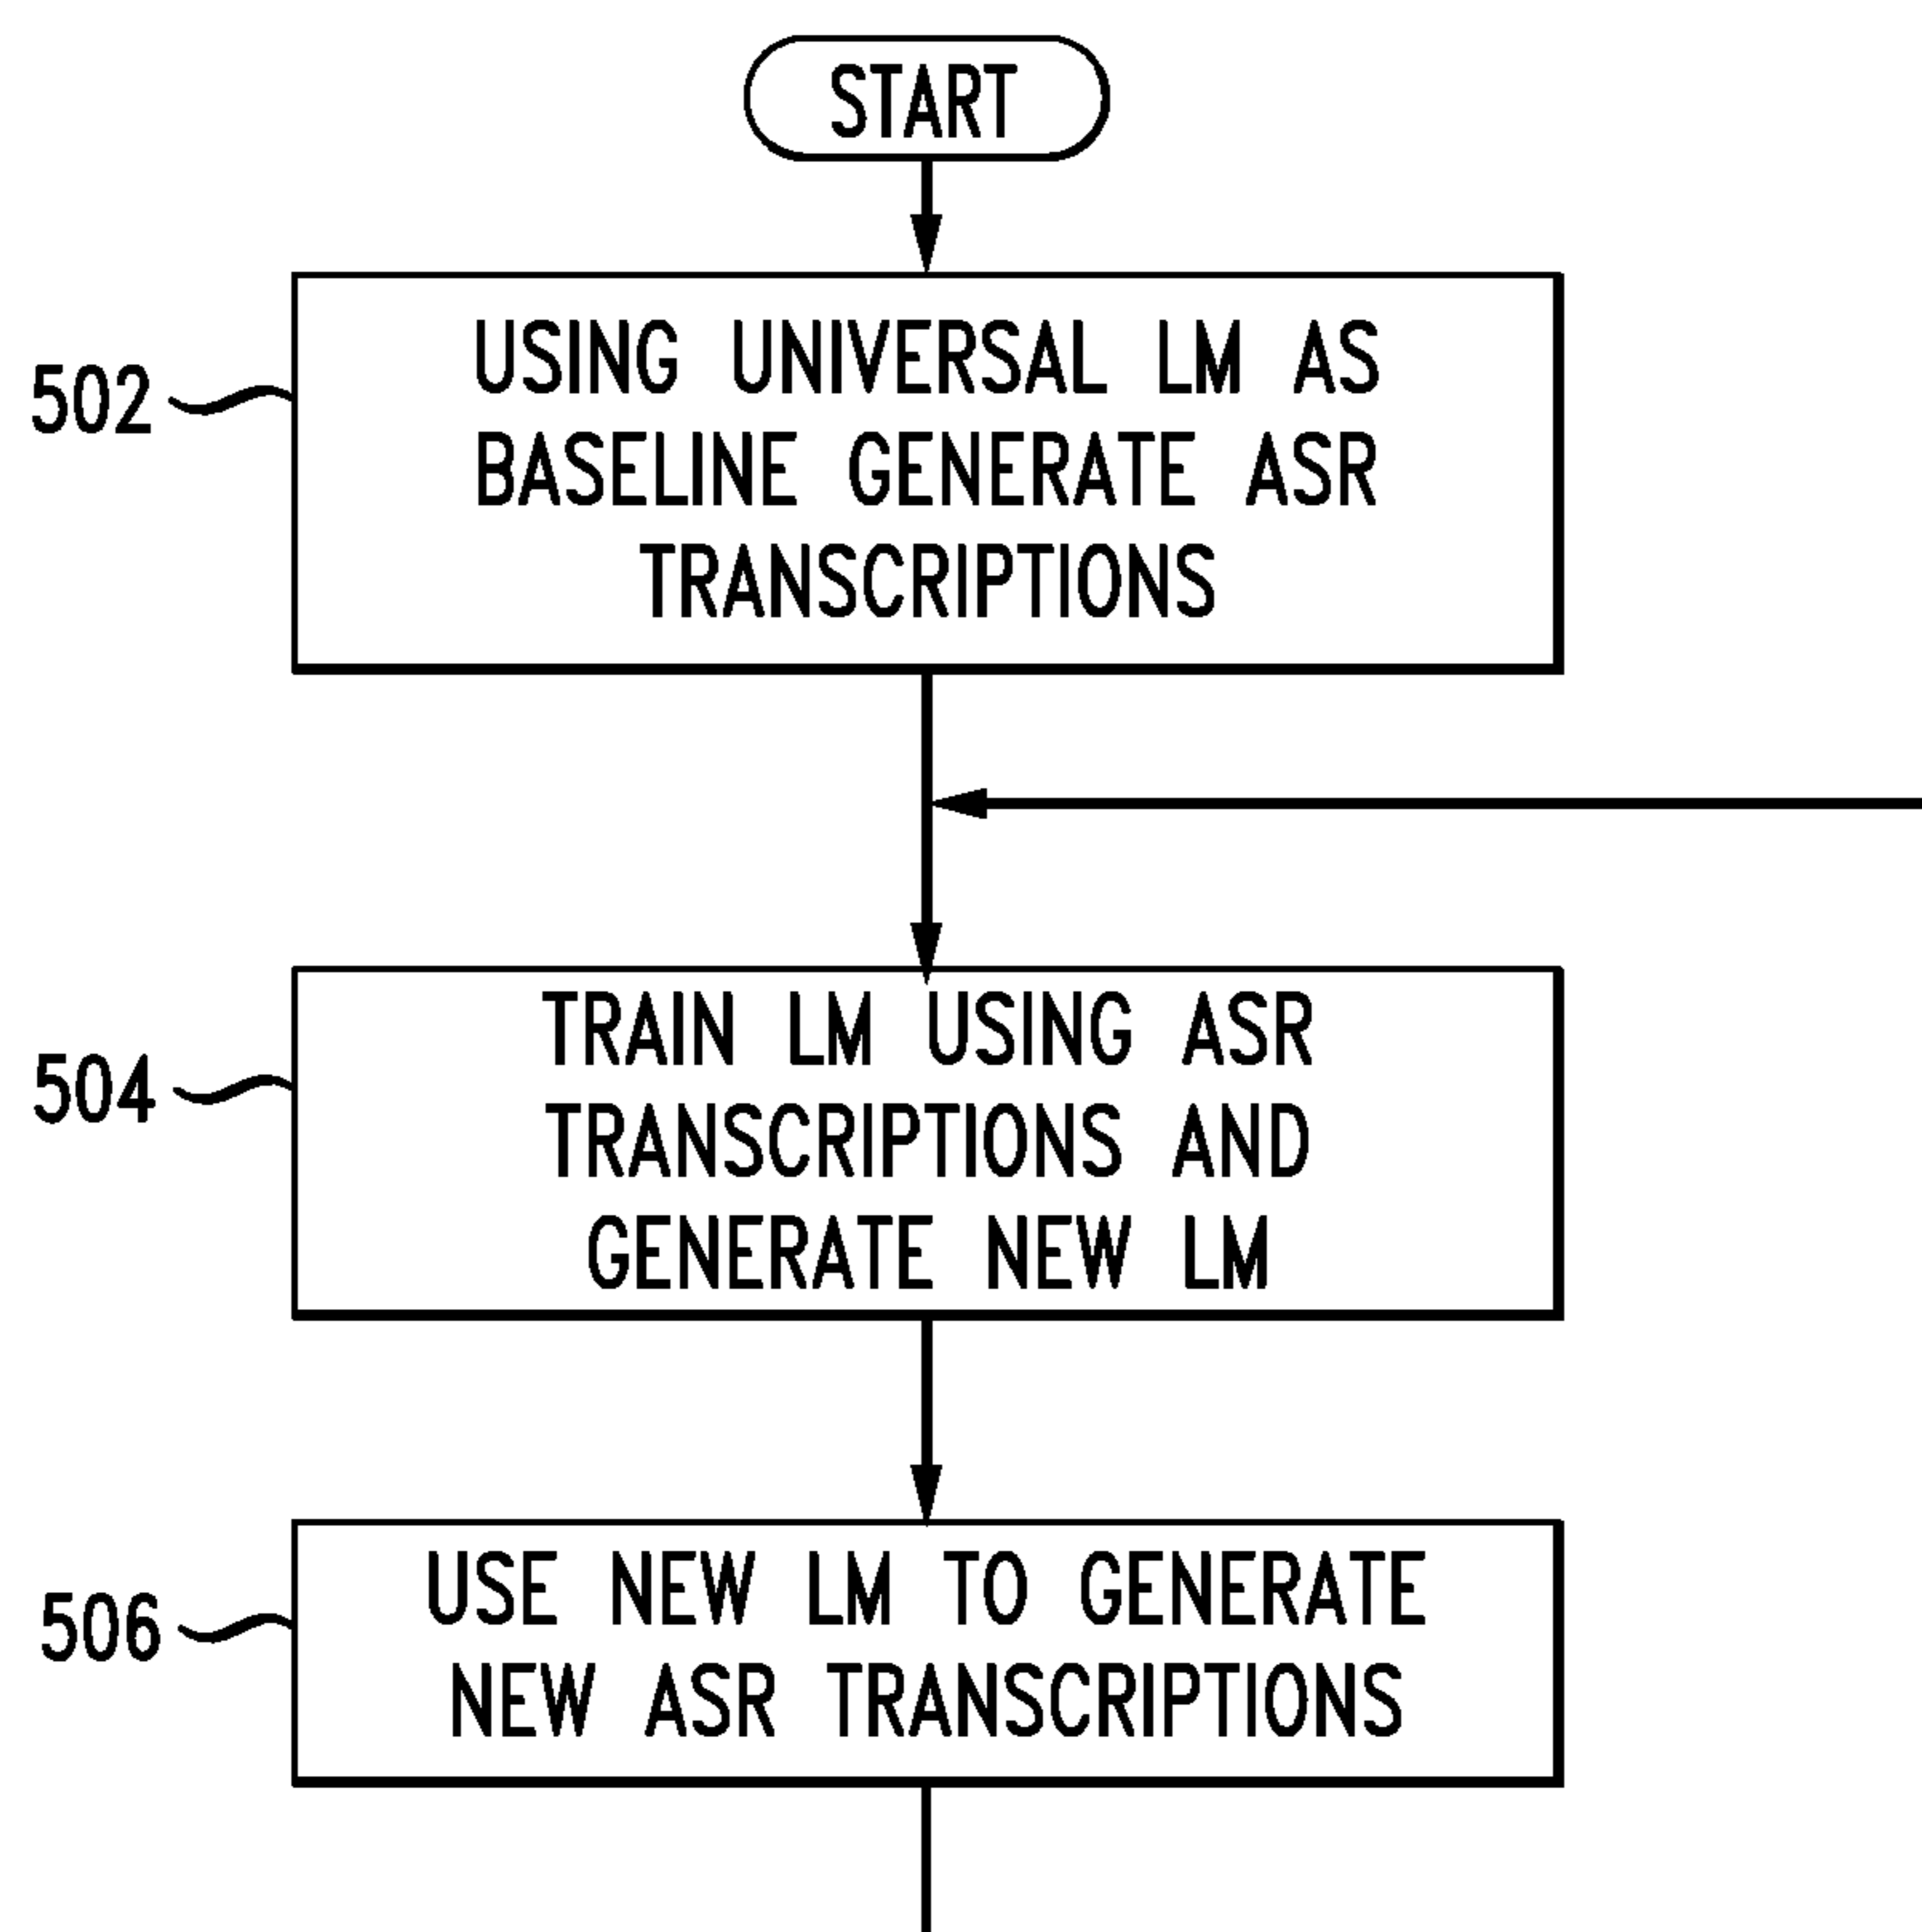 START
502
USING UNIVERSAL LM AS
BASELINE GENERATE ASR
TRANSCRIPTIONS
504
TRAIN LM USING ASR
TRANSCRIPTIONS AND
GENERATE NEW LM
506
USE NEW LM TO GENERATE
NEW ASR TRANSCRIPTIONS